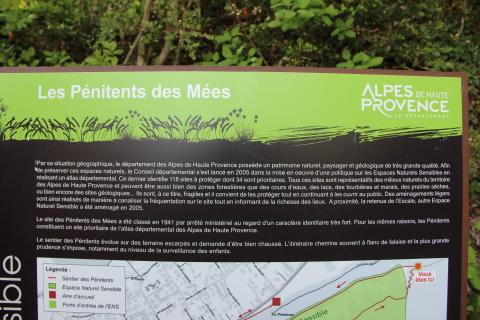 Les Pénitents des Mées
ALPES DE HAUTE-
PROVENCE
LE DÉPARTEMENT
Par sa situation géographique, le département des Alpes de Haute Provence possède un patrimoine naturel, paysager et géologique de très grande qualité. Afin
de préserver ces espaces naturels, le Conseil départemental s'est lancé en 2005 dans la mise en oeuvre d'une politique sur les Espaces Naturels Sensibles en
réalisant un atlas départemental. Ce dernier identifie 118 sites à protéger dont 34 sont prioritaires. Tous ces sites sont représentatifs des milieux naturels du territoire
des Alpes de Haute Provence et peuvent être aussi bien des zones forestières que des cours d'eaux, des lacs, des tourbières et marais, des prairies sèches,
ou bien encore des sites géologiques... Ils sont, à ce titre, fragiles et il convient de les protéger tout en continuant à les ouvrir au public. Des aménagements légers
sont ainsi réalisés de manière à canaliser la fréquentation sur le site tout en informant de la richesse des lieux. A proximité, la retenue de l'Escale, autre Espace
Naturel Sensible a été aménagé en 2005.
Le site des Pénitents des Mées a été classé en 1941 par arrêté ministériel au regard d'un caractère identitaire très fort. Pour les mêmes raisons, les Pénitents
constituent un site prioritaire de l'atlas départemental des Alpes de Haute Provence.
Le sentier des Pénitents évolue sur des terrains escarpés et demande d'être bien chaussé. L'itinéraire chemine souvent à flanc de falaise et la plus grande
prudence s'impose, notamment au niveau de la surveillance des enfants.
Légende :
Sentier des Pénitents
Espace Naturel Sensible
Aire d'accueil
Porte d'entrée de l'ENS
Vous
êtes ici
les Pénitents
Sensible
sible